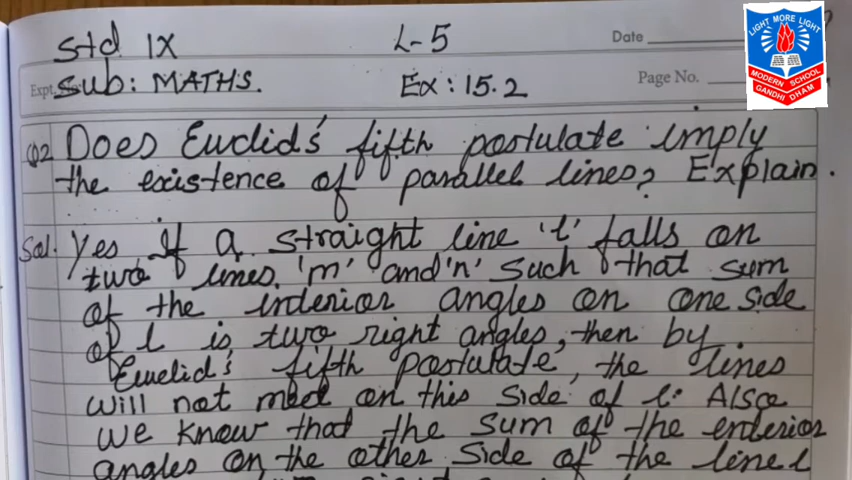 Std IX L-5 Date
Expt. Sub: MATHS. Ex: 15.2 Page No.
LIGHT MORE LIGHT
MODERN SCHOOL
GANDHI DHAM
Q2 Does Euclid's fifth postulate imply
the existence of parallel lines? Explain.
Sol. Yes If a straight line 'l' falls on
two lines 'm' and 'n' such that sum
of the interior angles on one side
of l is two right angles, then by
Euclid's fifth postulate, the lines
will not meet on this side of l. Also
we know that the sum of the interior
angles on the other side of the line l